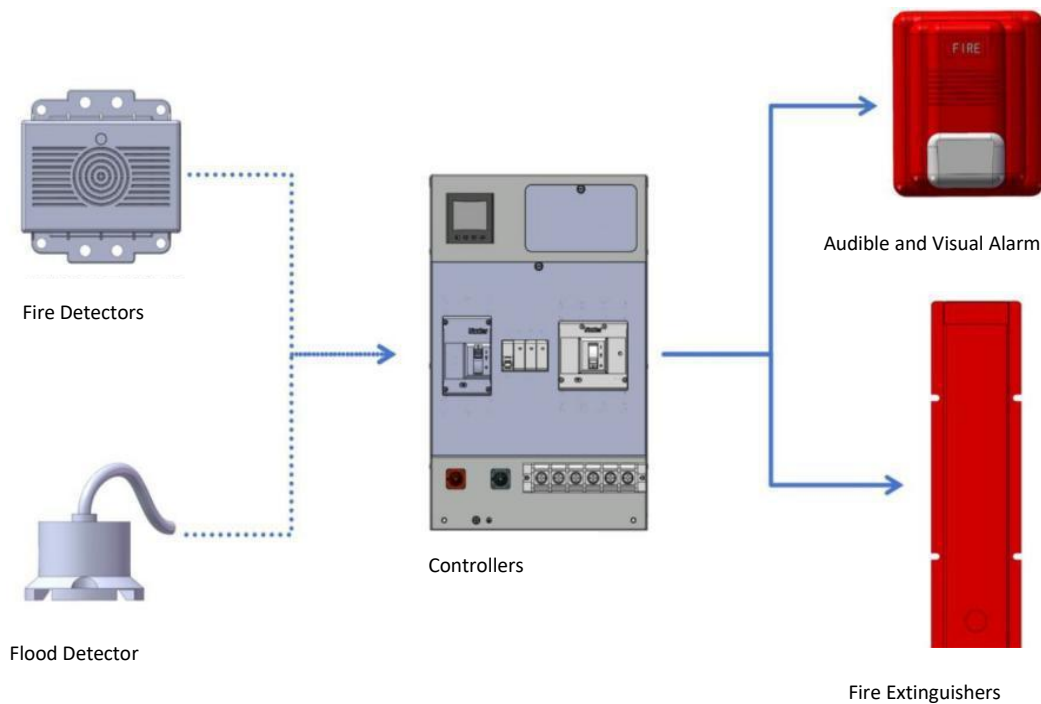 FIRE
Audible and Visual Alarm
Fire Detectors
Controllers
Flood Detector
Fire Extinguishers